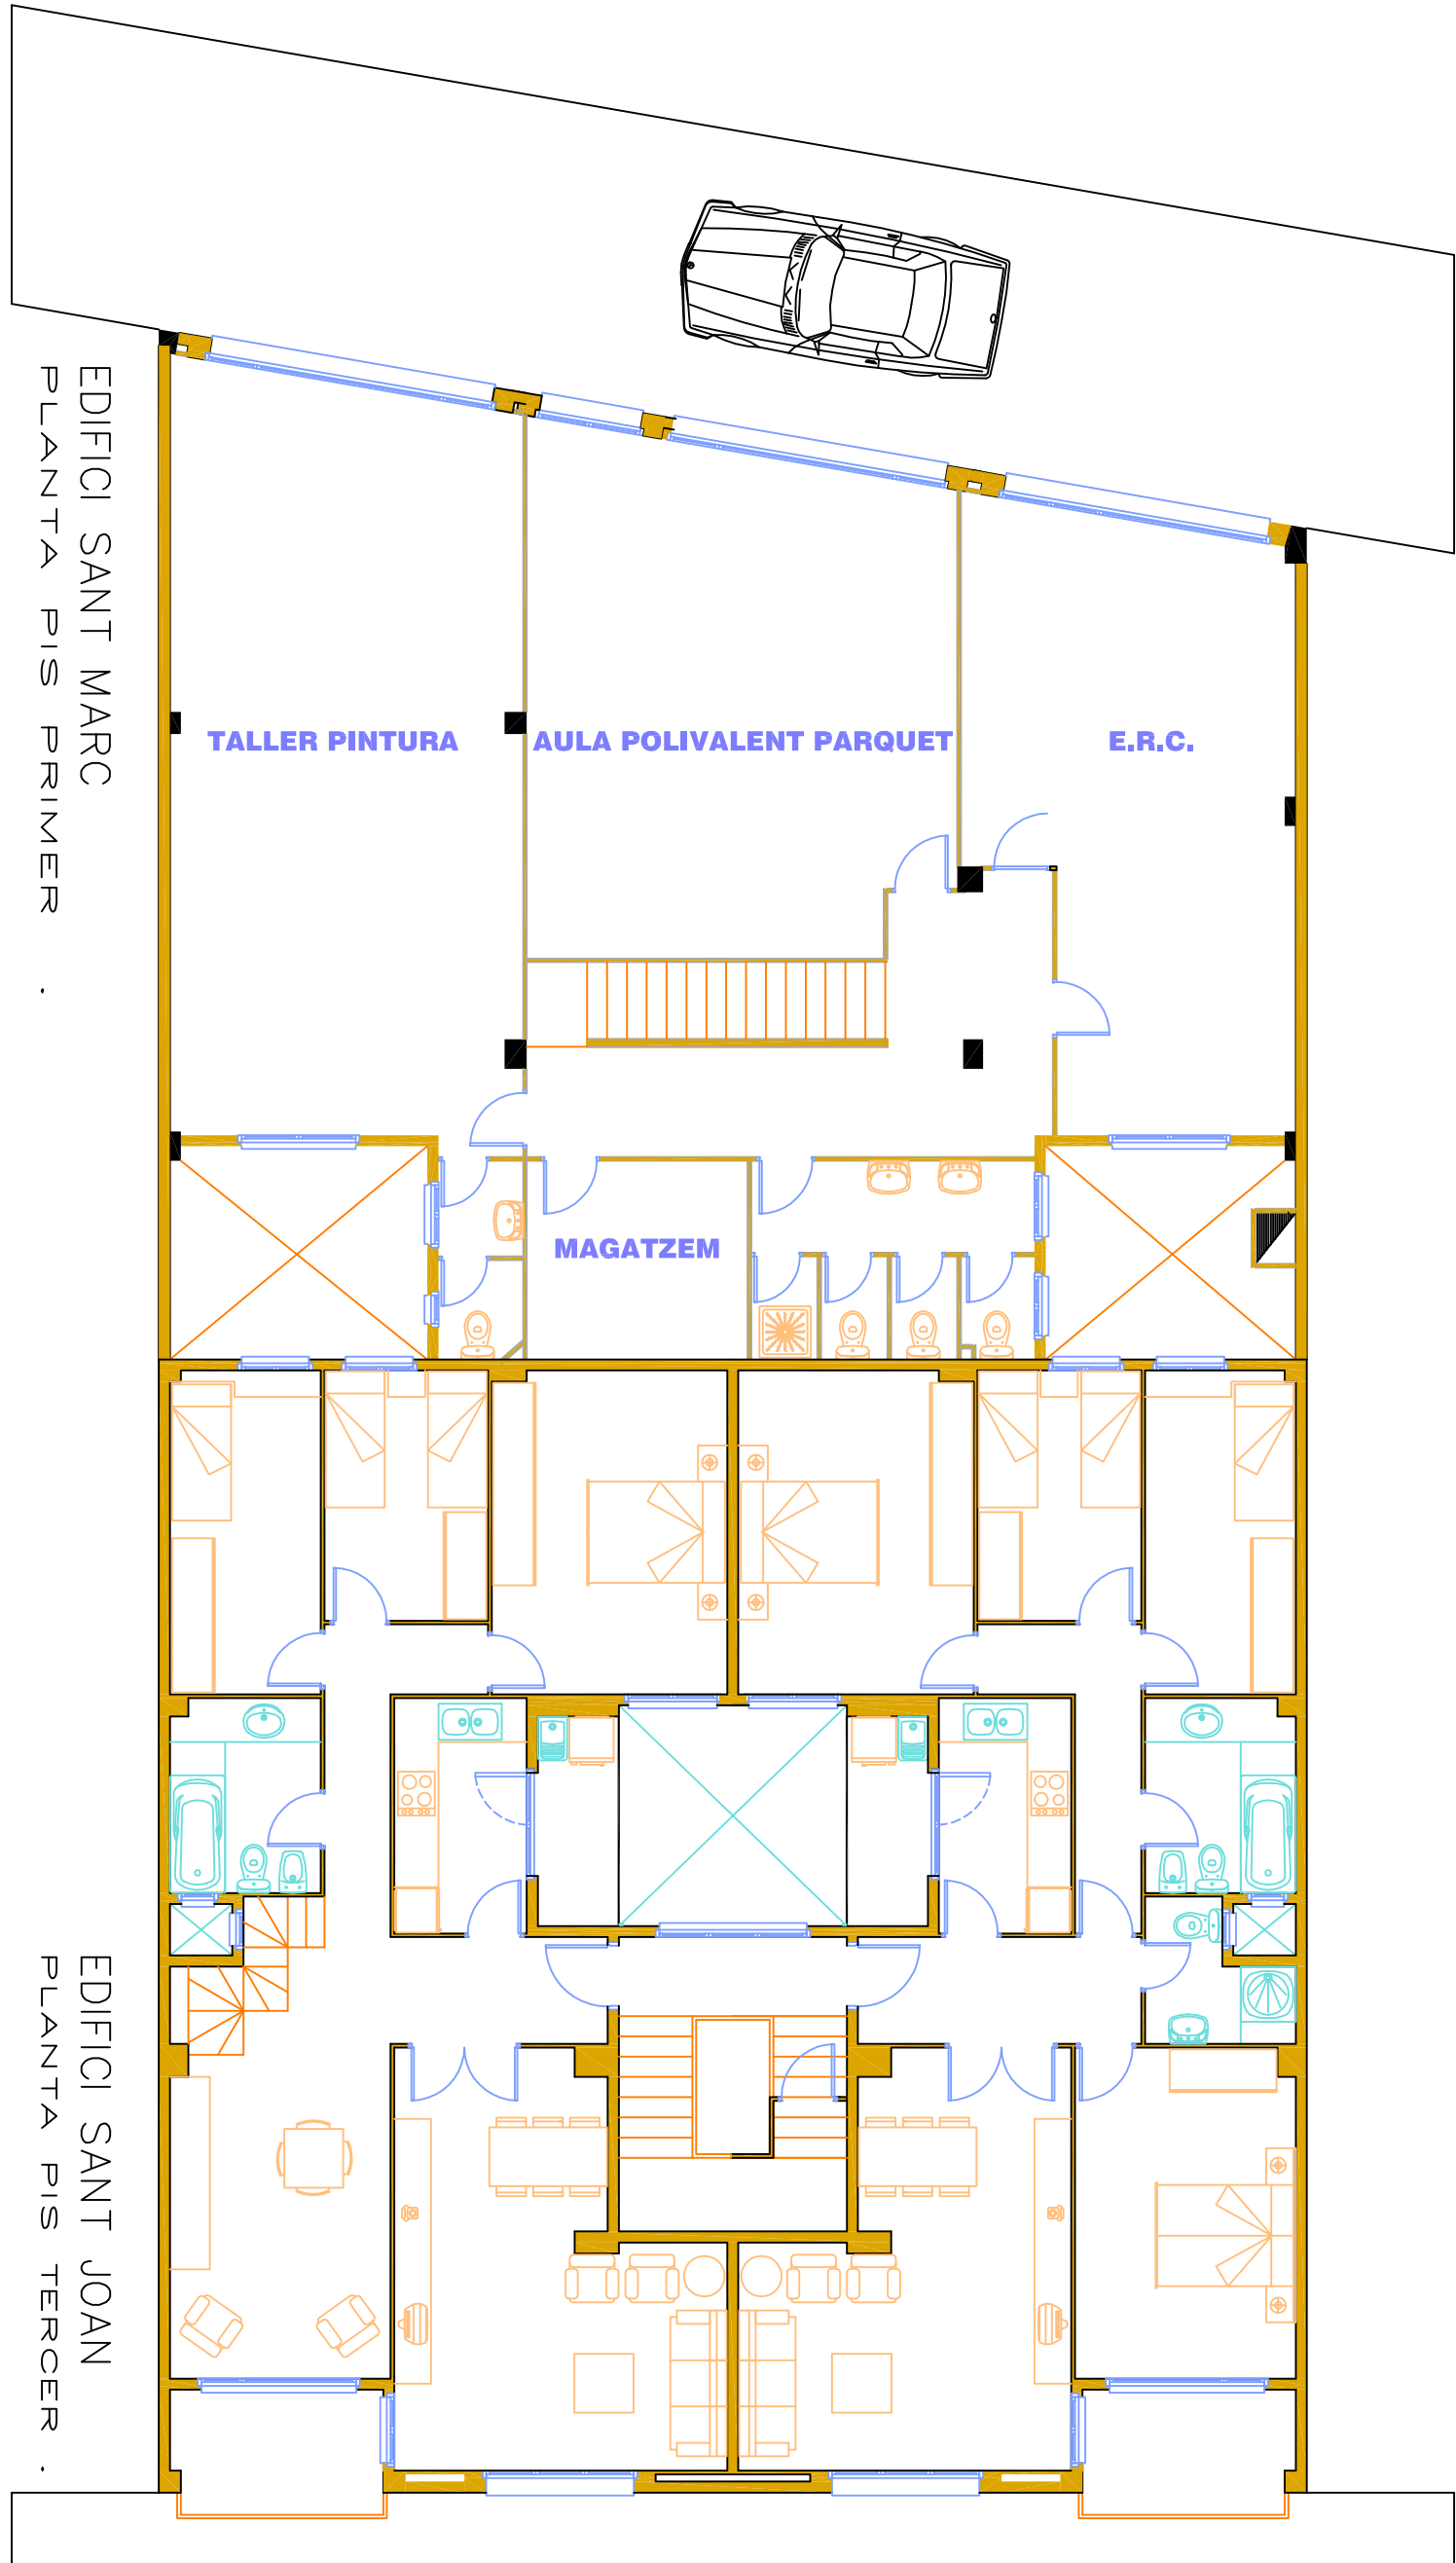 EDIFICI SANT MARC
PLANTA PIS PRIMER .
TALLER PINTURA
AULA POLIVALENT PARQUET
E.R.C.
MAGATZEM
EDIFICI SANT JOAN
PLANTA PIS TERCER .